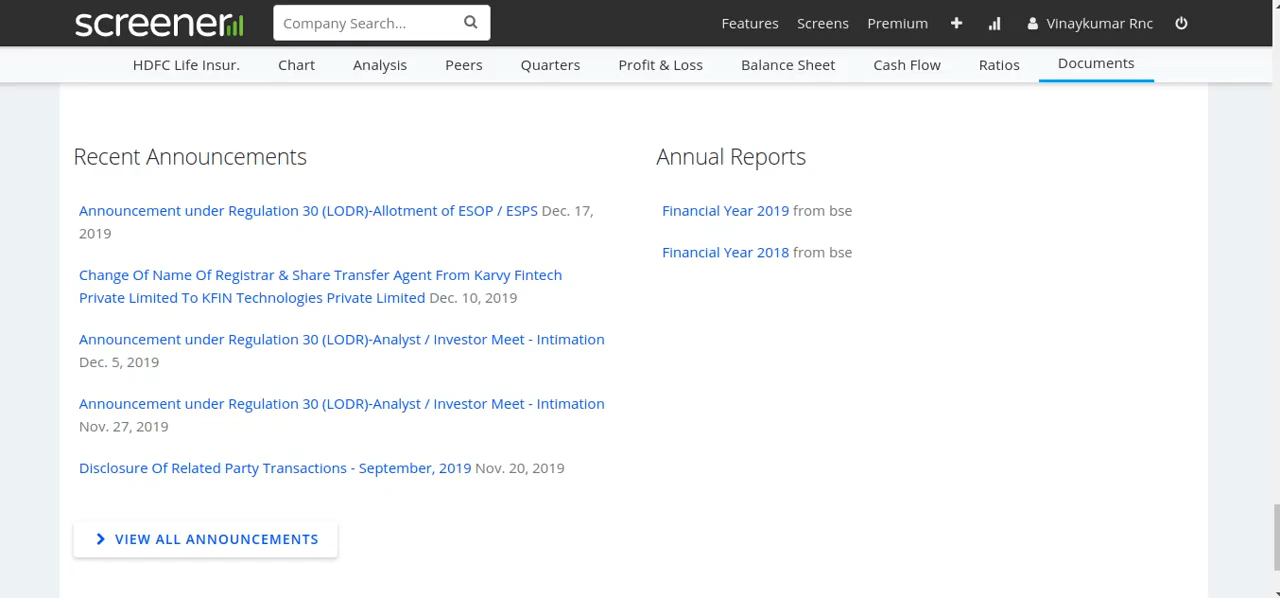 screener
Company Search...
Features Screens Premium Vinaykumar Rnc
HDFC Life Insur. Chart Analysis Peers Quarters Profit & Loss Balance Sheet Cash Flow Ratios Documents
Recent Announcements
Announcement under Regulation 30 (LODR)-Allotment of ESOP / ESPS Dec. 17,
2019
Change Of Name Of Registrar & Share Transfer Agent From Karvy Fintech
Private Limited To KFIN Technologies Private Limited Dec. 10, 2019
Announcement under Regulation 30 (LODR)-Analyst / Investor Meet - Intimation
Dec. 5, 2019
Announcement under Regulation 30 (LODR)-Analyst / Investor Meet - Intimation
Nov. 27, 2019
Disclosure Of Related Party Transactions - September, 2019 Nov. 20, 2019
VIEW ALL ANNOUNCEMENTS
Annual Reports
Financial Year 2019 from bse
Financial Year 2018 from bse